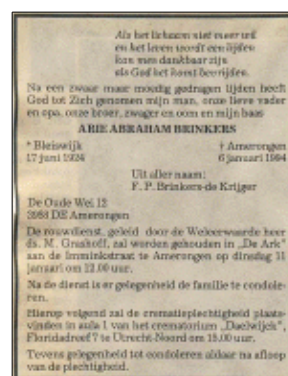 Als het lichaam niet meer wil
en het leven wordt een lijden
kan men dankbaar zijn
als God het komt bevrijden.
Na een zwaar maar moedig gedragen lijden heeft
God tot Zich genomen mijn man, onze lieve vader
en opa, onze broer, zwager en oom en mijn baas
ARIE ABRAHAM BRINKERS
* Bleiswijk † Amerongen
17 juni 1924 6 januari 1994
Uit aller naam:
F. P. Brinkers-de Krijger
De Oude Wei 12
3958 DE Amerongen
De rouwdienst, geleid door de Weleerwaarde heer
ds. M. Grashoff, zal worden gehouden in „De Ark”
aan de Imminkstraat te Amerongen op dinsdag 11
januari om 12.00 uur.
Na de dienst is er gelegenheid de familie te condole-
ren.
Hierop volgend zal de crematieplechtigheid plaats-
vinden in aula 1 van het crematorium „Daelwijck”,
Floridadreef 7 te Utrecht-Noord om 15.00 uur.
Tevens gelegenheid tot condoleren aldaar na afloop
van de plechtigheid.